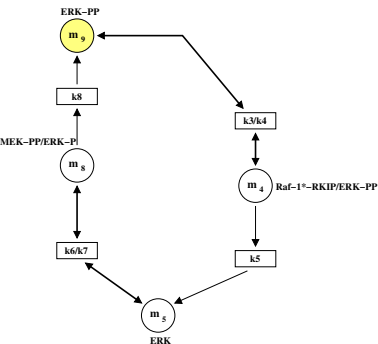 ERK–PP
m 9
k8
k3/k4
MEK–PP/ERK–P
m 8
m 4
Raf–1*–RKIP/ERK–PP
k6/k7
k5
m 5
ERK